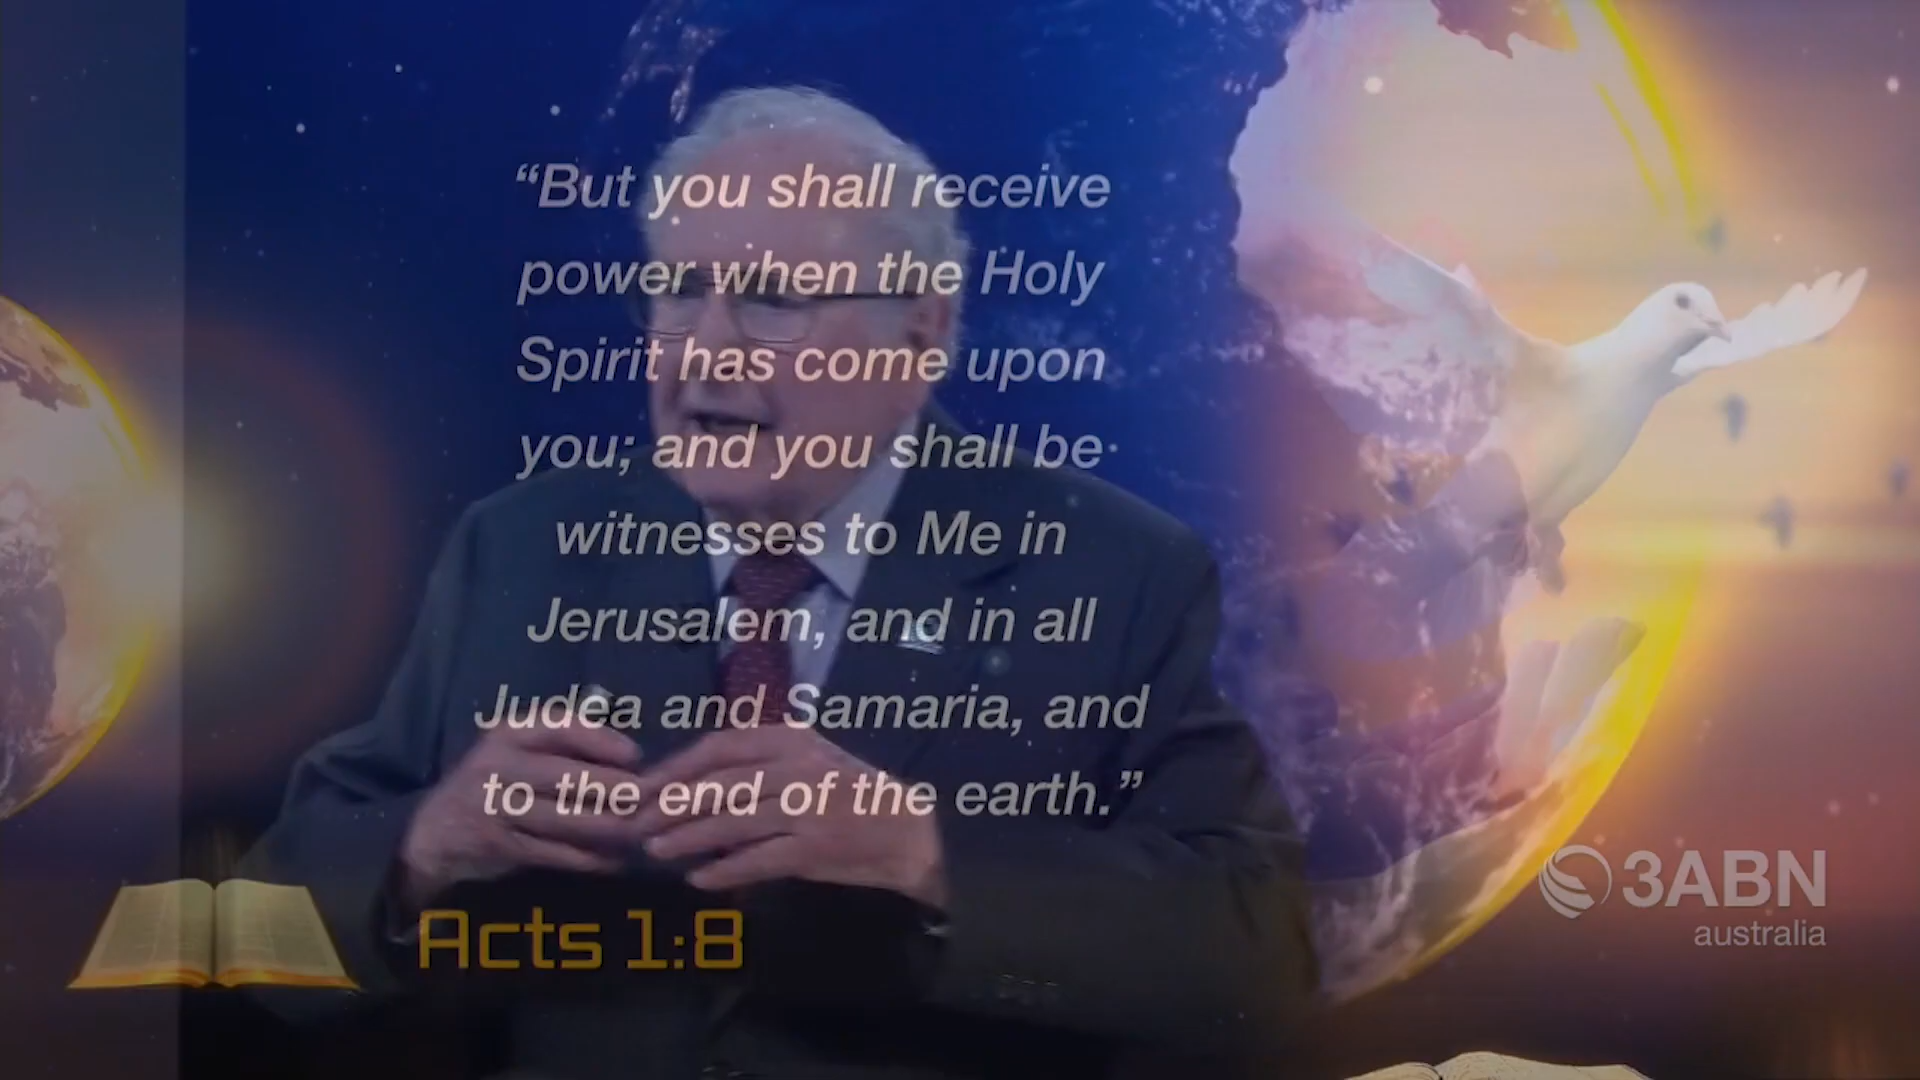 “But you shall receive
power when the Holy
Spirit has come upon
you; and you shall be
witnesses to Me in
Jerusalem, and in all
Judea and Samaria, and
to the end of the earth.”
Acts 1:8
3ABN
australia